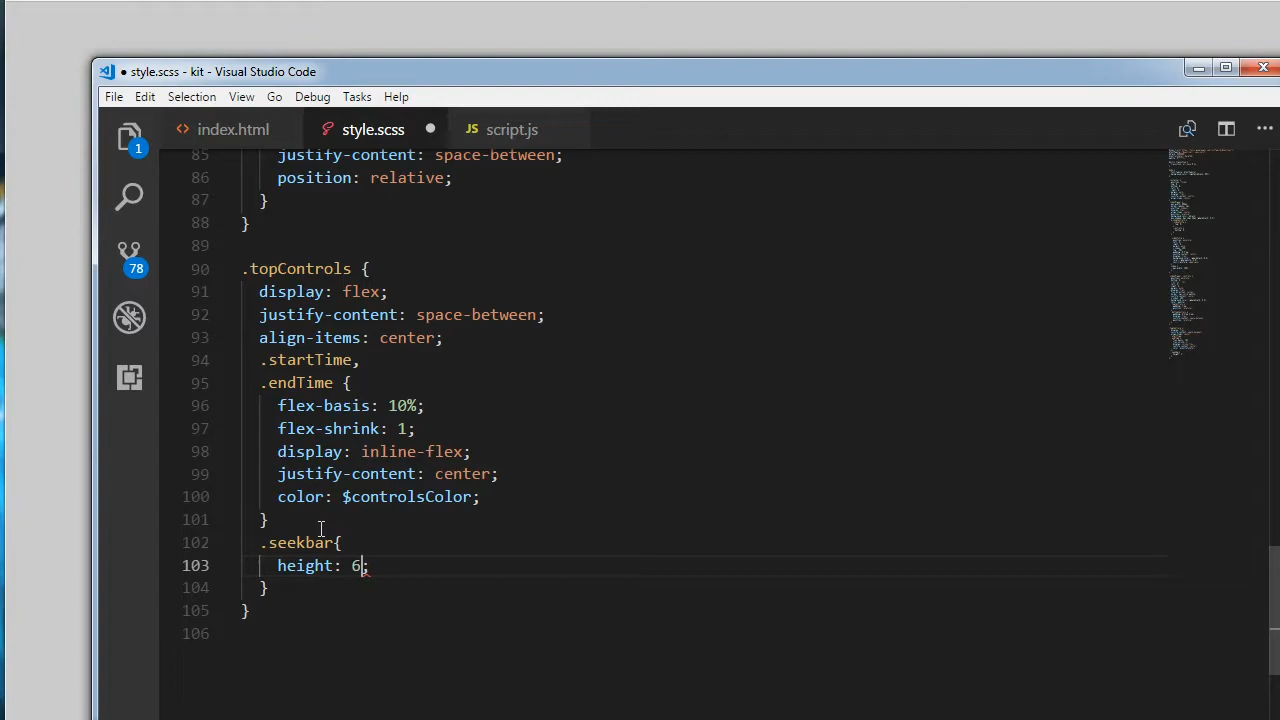 ● style.scss - kit - Visual Studio Code
File Edit Selection View Go Debug Tasks Help
1
<> index.html
style.scss ●
JS script.js
78
85 justify-content: space-between;
86 position: relative;
87 }
88 }
89
90 .topControls {
91 display: flex;
92 justify-content: space-between;
93 align-items: center;
94 .startTime,
95 .endTime {
96 flex-basis: 10%;
97 flex-shrink: 1;
98 display: inline-flex;
99 justify-content: center;
100 color: $controlsColor;
101 }
102 .seekbar{
103 height: 6;
104 }
105 }
106